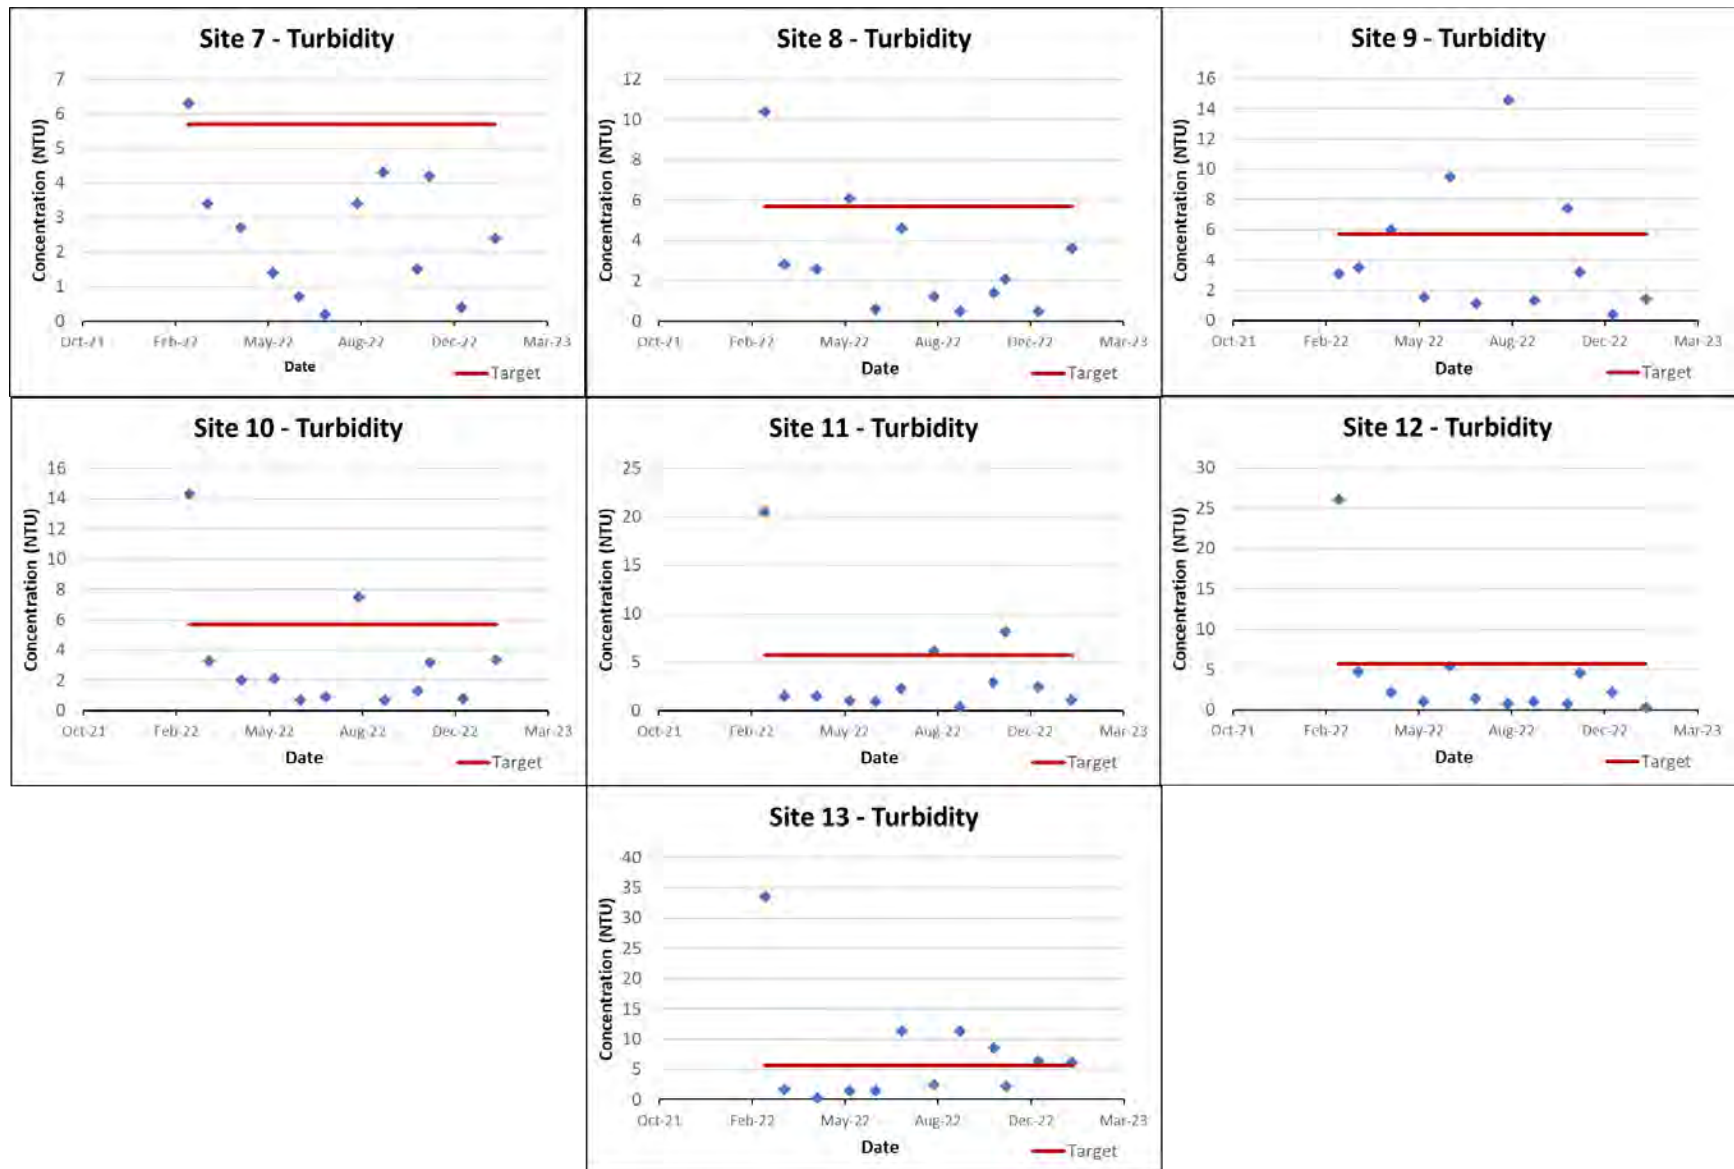 Site 7 - Turbidity
Concentration (NTU)
7
6
5
4
3
2
1
0
Oct-21 Feb-22 May-22 Aug-22 Dec-22 Mar-23
Date
Target
Site 8 - Turbidity
Concentration (NTU)
12
10
8
6
4
2
0
Oct-21 Feb-22 May-22 Aug-22 Dec-22 Mar-23
Date
Target
Site 9 - Turbidity
Concentration (NTU)
16
14
12
10
8
6
4
2
0
Oct-21 Feb-22 May-22 Aug-22 Dec-22 Mar-23
Date
Target
Site 10 - Turbidity
Concentration (NTU)
16
14
12
10
8
6
4
2
0
Oct-21 Feb-22 May-22 Aug-22 Dec-22 Mar-23
Date
Target
Site 11 - Turbidity
Concentration (NTU)
25
20
15
10
5
0
Oct-21 Feb-22 May-22 Aug-22 Dec-22 Mar-23
Date
Target
Site 12 - Turbidity
Concentration (NTU)
30
25
20
15
10
5
0
Oct-21 Feb-22 May-22 Aug-22 Dec-22 Mar-23
Date
Target
Site 13 - Turbidity
Concentration (NTU)
40
35
30
25
20
15
10
5
0
Oct-21 Feb-22 May-22 Aug-22 Dec-22 Mar-23
Date
Target